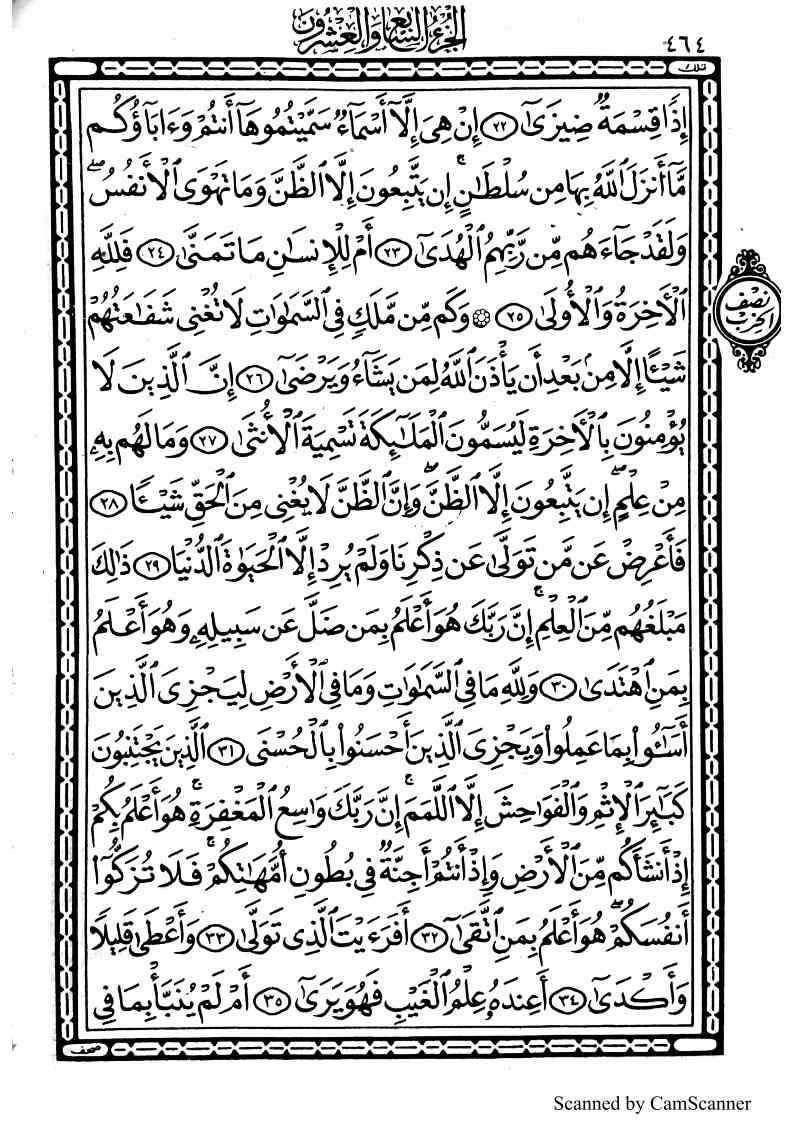 ٤٦٤
الجزء السابع والعشرون
تلك
إِذًا قِسْمَةٌ ضِيزَىٰٓ ﴿٢٢﴾ إِنْ هِىَ إِلَّآ أَسْمَآءٌ سَمَّيْتُمُوهَآ أَنتُمْ وَءَابَآؤُكُم
مَّآ أَنزَلَ ٱللَّهُ بِهَا مِن سُلْطَٰنٍ ۚ إِن يَتَّبِعُونَ إِلَّا ٱلظَّنَّ وَمَا تَهْوَى ٱلْأَنفُسُ ۖ
وَلَقَدْ جَآءَهُم مِّن رَّبِّهِمُ ٱلْهُدَىٰٓ ﴿٢٣﴾ أَمْ لِلْإِنسَٰنِ مَا تَمَنَّىٰ ﴿٢٤﴾ فَلِلَّهِ
ٱلْأَخِرَةُ وَٱلْأُولَىٰ ﴿٢٥﴾ ۞ وَكَم مِّن مَّلَكٍ فِى ٱلسَّمَٰوَٰتِ لَا تُغْنِى شَفَٰعَتُهُمْ
نصف الحزب
شَيْـًٔا إِلَّا مِنۢ بَعْدِ أَن يَأْذَنَ ٱللَّهُ لِمَن يَشَآءُ وَيَرْضَىٰٓ ﴿٢٦﴾ إِنَّ ٱلَّذِينَ لَا
يُؤْمِنُونَ بِٱلْأَخِرَةِ لَيُسَمُّونَ ٱلْمَلَٰٓئِكَةَ تَسْمِيَةَ ٱلْأُنثَىٰ ﴿٢٧﴾ وَمَا لَهُم بِهِۦ
مِنْ عِلْمٍ ۖ إِن يَتَّبِعُونَ إِلَّا ٱلظَّنَّ ۖ وَإِنَّ ٱلظَّنَّ لَا يُغْنِى مِنَ ٱلْحَقِّ شَيْـًٔا ﴿٢٨﴾
فَأَعْرِضْ عَن مَّن تَوَلَّىٰ عَن ذِكْرِنَا وَلَمْ يُرِدْ إِلَّا ٱلْحَيَوٰةَ ٱلدُّنْيَا ﴿٢٩﴾ ذَٰلِكَ
مَبْلَغُهُم مِّنَ ٱلْعِلْمِ ۚ إِنَّ رَبَّكَ هُوَ أَعْلَمُ بِمَن ضَلَّ عَن سَبِيلِهِۦ وَهُوَ أَعْلَمُ
بِمَنِ ٱهْتَدَىٰ ﴿٣٠﴾ وَلِلَّهِ مَا فِى ٱلسَّمَٰوَٰتِ وَمَا فِى ٱلْأَرْضِ لِيَجْزِىَ ٱلَّذِينَ
أَسَٰٓـُٔوا۟ بِمَا عَمِلُوا۟ وَيَجْزِىَ ٱلَّذِينَ أَحْسَنُوا۟ بِٱلْحُسْنَى ﴿٣١﴾ ٱلَّذِينَ يَجْتَنِبُونَ
كَبَٰٓئِرَ ٱلْإِثْمِ وَٱلْفَوَٰحِشَ إِلَّا ٱللَّمَمَ ۚ إِنَّ رَبَّكَ وَٰسِعُ ٱلْمَغْفِرَةِ ۚ هُوَ أَعْلَمُ بِكُمْ
إِذْ أَنشَأَكُم مِّنَ ٱلْأَرْضِ وَإِذْ أَنتُمْ أَجِنَّةٌ فِى بُطُونِ أُمَّهَٰتِكُمْ ۖ فَلَا تُزَكُّوٓا۟
أَنفُسَكُمْ ۖ هُوَ أَعْلَمُ بِمَنِ ٱتَّقَىٰٓ ﴿٣٢﴾ أَفَرَءَيْتَ ٱلَّذِى تَوَلَّىٰ ﴿٣٣﴾ وَأَعْطَىٰ قَلِيلًا
وَأَكْدَىٰٓ ﴿٣٤﴾ أَعِندَهُۥ عِلْمُ ٱلْغَيْبِ فَهُوَ يَرَىٰٓ ﴿٣٥﴾ أَمْ لَمْ يُنَبَّأْ بِمَا فِى
صحف
Scanned by CamScanner